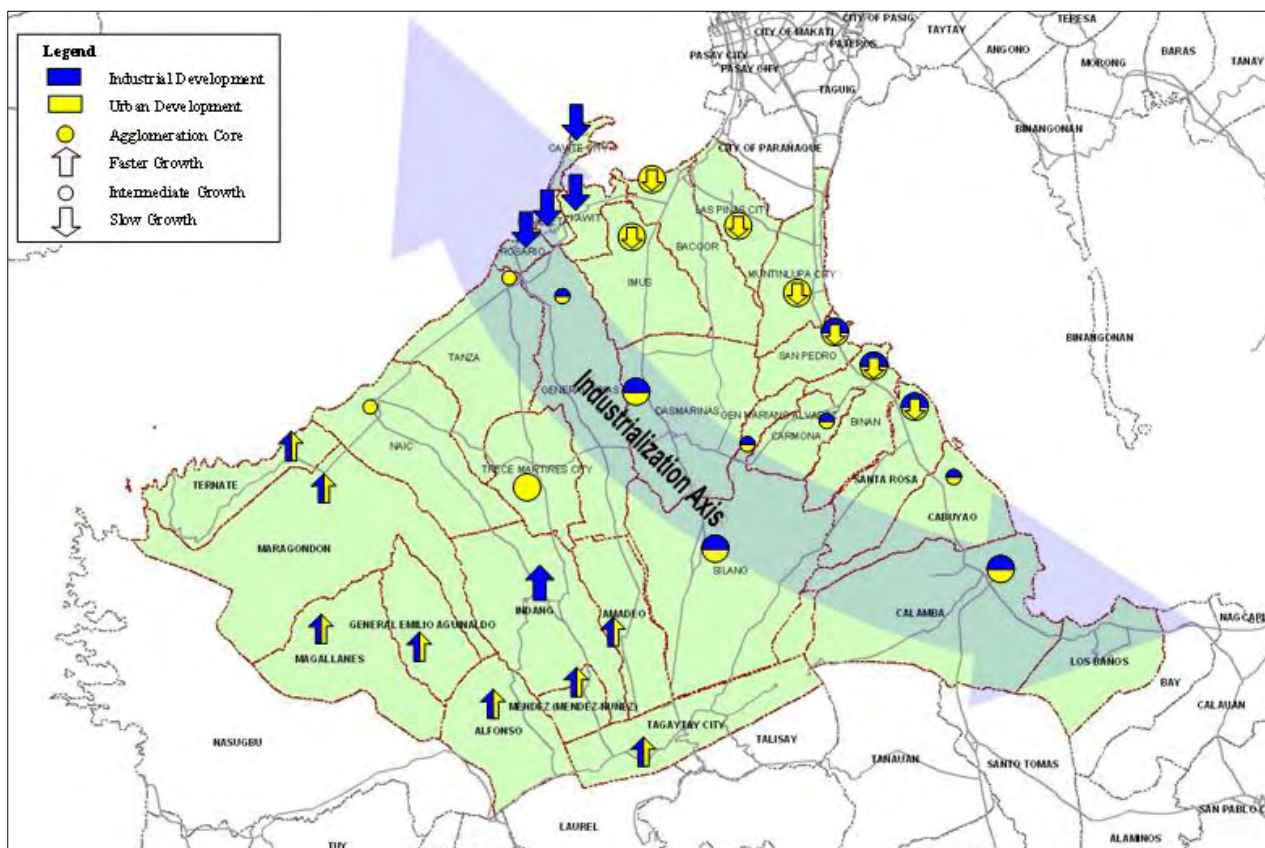 Legend
Industrial Development
Urban Development
Agglomeration Core
Faster Growth
Intermediate Growth
Slow Growth
CITY OF PASIG
CITY OF MAKATI
PATEROS
PASAY CITY
PASAY CITY
TAGUIG
TAYTAY
TERESA
ANGONO
MORONG
BARAS
TANAY
BINANGONAN
CITY OF PARAÑAQUE
CAVITE CITY
KAWIT
ROSARIO
LAS PINAS CITY
BACOOR
IMUS
MUNTINLUPA CITY
BINANGONAN
SAN PEDRO
TANZA
DASMARINAS
GEN MARIANO ALVAREZ
CARMONA
BINAN
NAIC
TRECE MARTIRES CITY
Industrialization Axis
SANTA ROSA
CABUYAO
TERNATE
MARAGONDON
SILANG
CALAMBA
INDANG
AMADEO
GENERAL EMILIO AGUINALDO
MAGALLANES
LOS BAÑOS
BAY
CALAUAN
MENDEZ (MENDEZ-NUÑEZ)
ALFONSO
TAGAYTAY CITY
TALISAY
NASUGBU
TANAUAN
SANTO TOMAS
SAN PABLO C
LAUREL
TUY
ALAMINOS